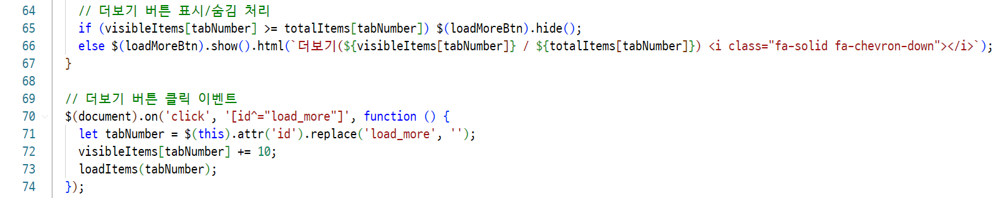 64 // 더보기 버튼 표시/숨김 처리
65 if (visibleItems[tabNumber] >= totalItems[tabNumber]) $(loadMoreBtn).hide();
66 else $(loadMoreBtn).show().html(`더보기(${visibleItems[tabNumber]} / ${totalItems[tabNumber]}) <i class="fa-solid fa-chevron-down"></i>`);
67 }
68
69 // 더보기 버튼 클릭 이벤트
70 $(document).on('click', '[id^="load_more"]', function () {
71 let tabNumber = $(this).attr('id').replace('load_more', '');
72 visibleItems[tabNumber] += 10;
73 loadItems(tabNumber);
74 });